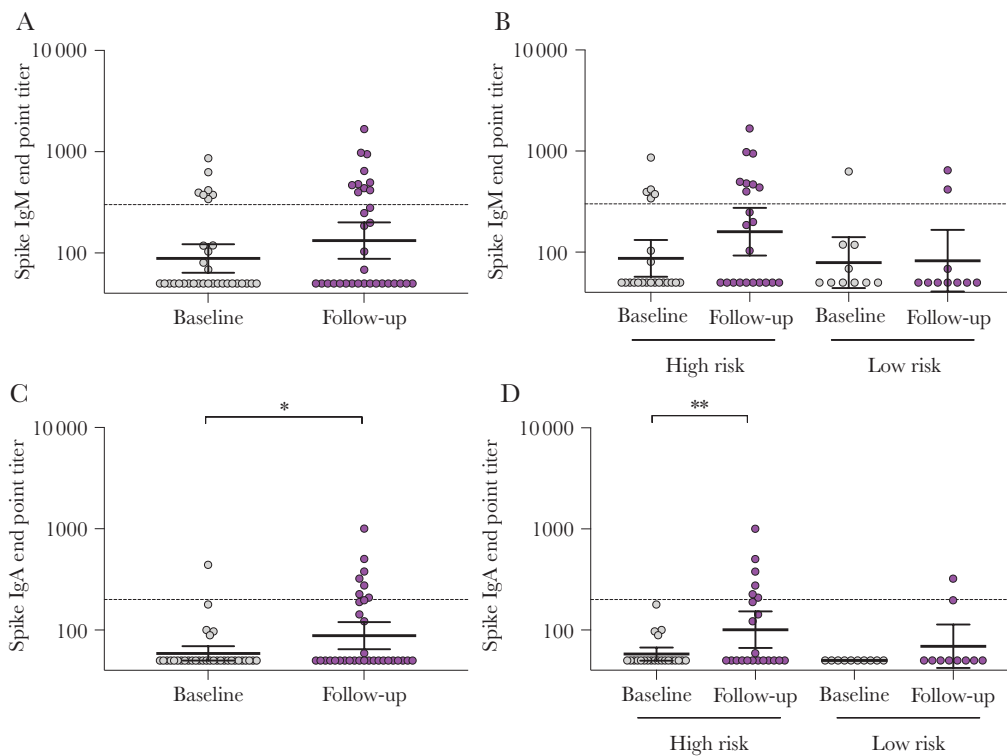 A
Spike IgM end point titer
10 000
1000
100
Baseline Follow-up
B
Spike IgM end point titer
10 000
1000
100
Baseline Follow-up Baseline Follow-up
High risk Low risk
C
Spike IgA end point titer
10 000
1000
100
*
Baseline Follow-up
D
Spike IgA end point titer
10 000
1000
100
**
Baseline Follow-up Baseline Follow-up
High risk Low risk